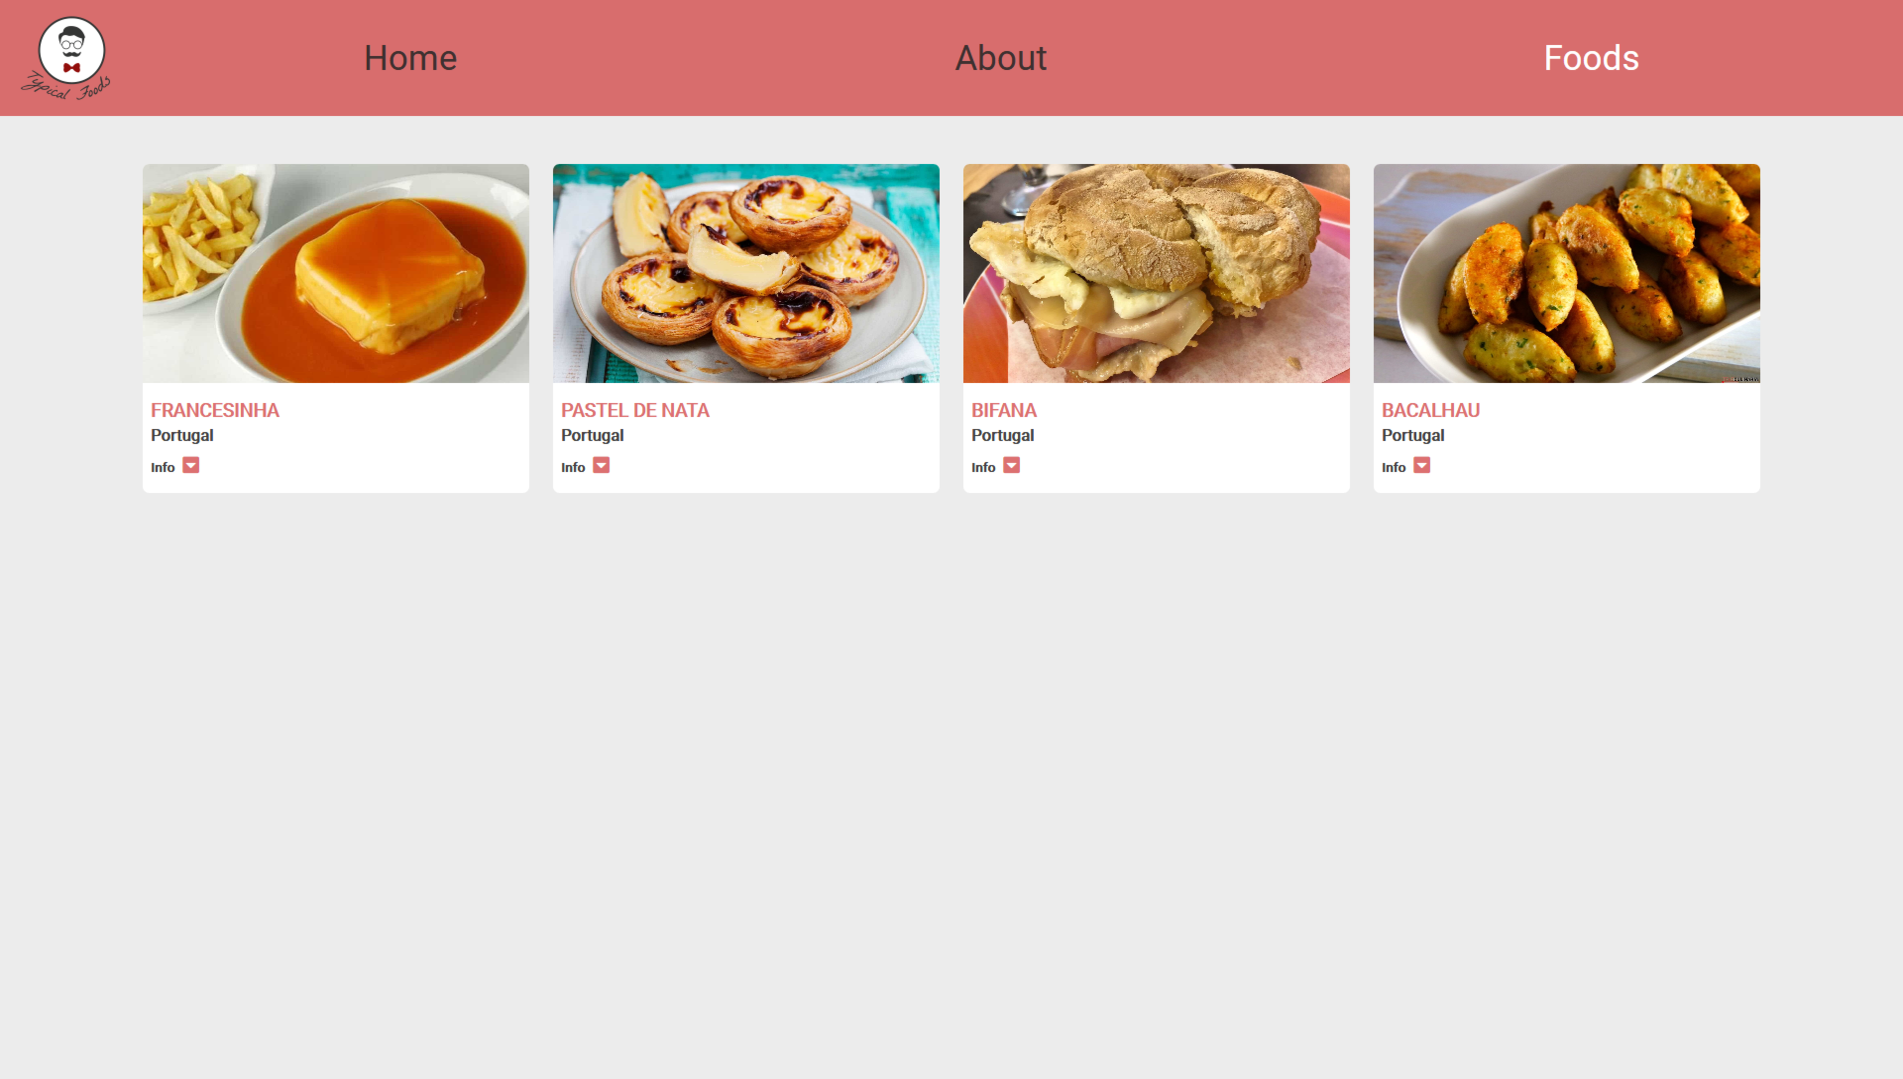 Typical Foods
Home
About
Foods
FRANCESINHA
Portugal
Info
PASTEL DE NATA
Portugal
Info
BIFANA
Portugal
Info
BACALHAU
Portugal
Info